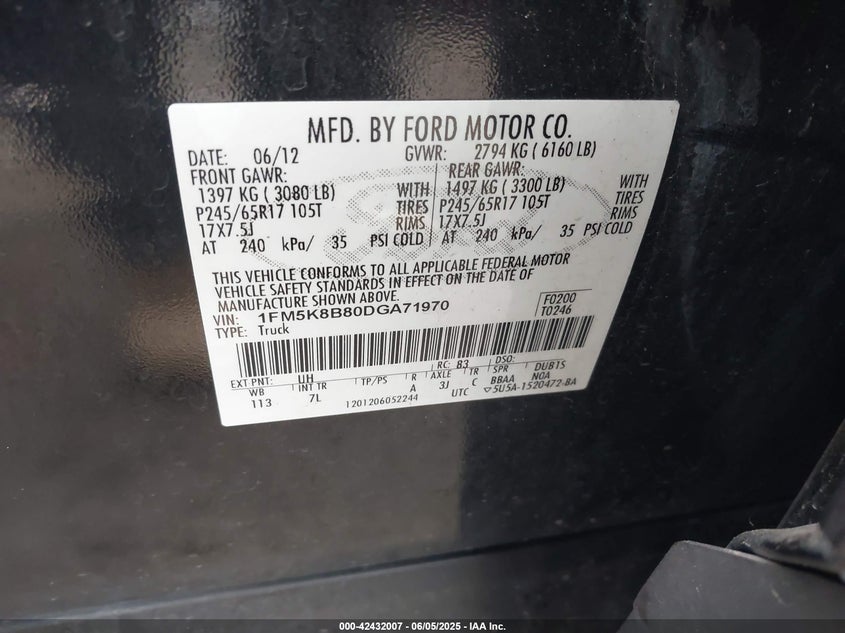 MFD. BY FORD MOTOR CO.
DATE: 06/12 GVWR: 2794 KG ( 6160 LB)
FRONT GAWR: REAR GAWR:
1397 KG ( 3080 LB) WITH 1497 KG ( 3300 LB) WITH
P245/65R17 105T TIRES P245/65R17 105T TIRES
17X7.5J RIMS 17X7.5J RIMS
AT 240 kPa/ 35 PSI COLD AT 240 kPa/ 35 PSI COLD
THIS VEHICLE CONFORMS TO ALL APPLICABLE FEDERAL MOTOR
VEHICLE SAFETY STANDARDS IN EFFECT ON THE DATE OF
MANUFACTURE SHOWN ABOVE.
VIN: 1FM5K8B80DGA71970 F0200
TYPE: Truck T0246
EXT PNT: UH RC: 83 DSO:
WB INT TR TP/PS R AXLE TR SPR DUB1S
113 7L A 3J C BBAA N0A
1201206052244 UTC 5U5A-1520472-BA
000-42432007 - 06/05/2025 - IAA Inc.